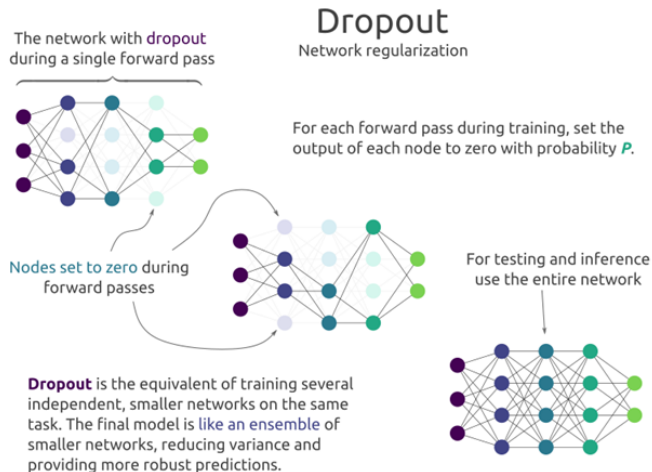 Dropout
Network regularization
The network with dropout
during a single forward pass
For each forward pass during training, set the
output of each node to zero with probability P.
Nodes set to zero during
forward passes
For testing and inference
use the entire network
Dropout is the equivalent of training several
independent, smaller networks on the same
task. The final model is like an ensemble of
smaller networks, reducing variance and
providing more robust predictions.